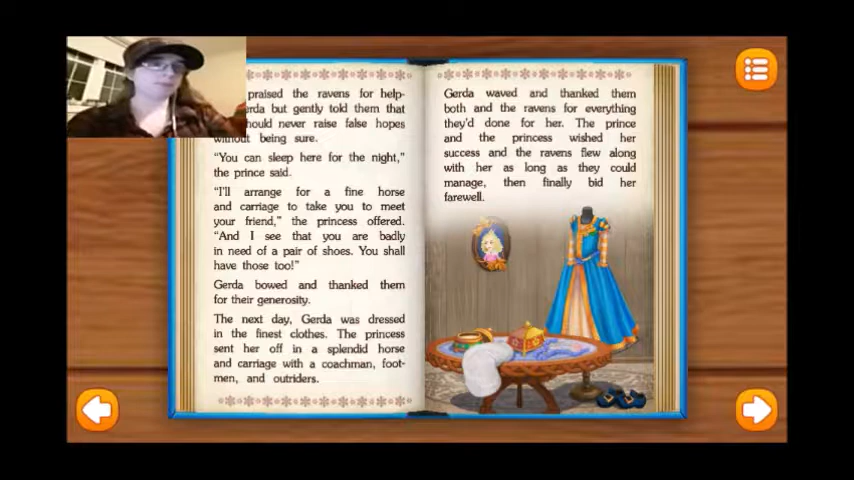 praised the ravens for help-
but gently told them that
should never raise false hopes
without being sure.
"You can sleep here for the night,"
the prince said.
"I'll arrange for a fine horse
and carriage to take you to meet
your friend," the princess offered.
"And I see that you are badly
in need of a pair of shoes. You shall
have those too!"
Gerda bowed and thanked them
for their generosity.
The next day, Gerda was dressed
in the finest clothes. The princess
sent her off in a splendid horse
and carriage with a coachman, foot-
men, and outriders.
Gerda waved and thanked them
both and the ravens for everything
they'd done for her. The prince
and the princess wished her
success and the ravens flew along
with her as long as they could
manage, then finally bid her
farewell.